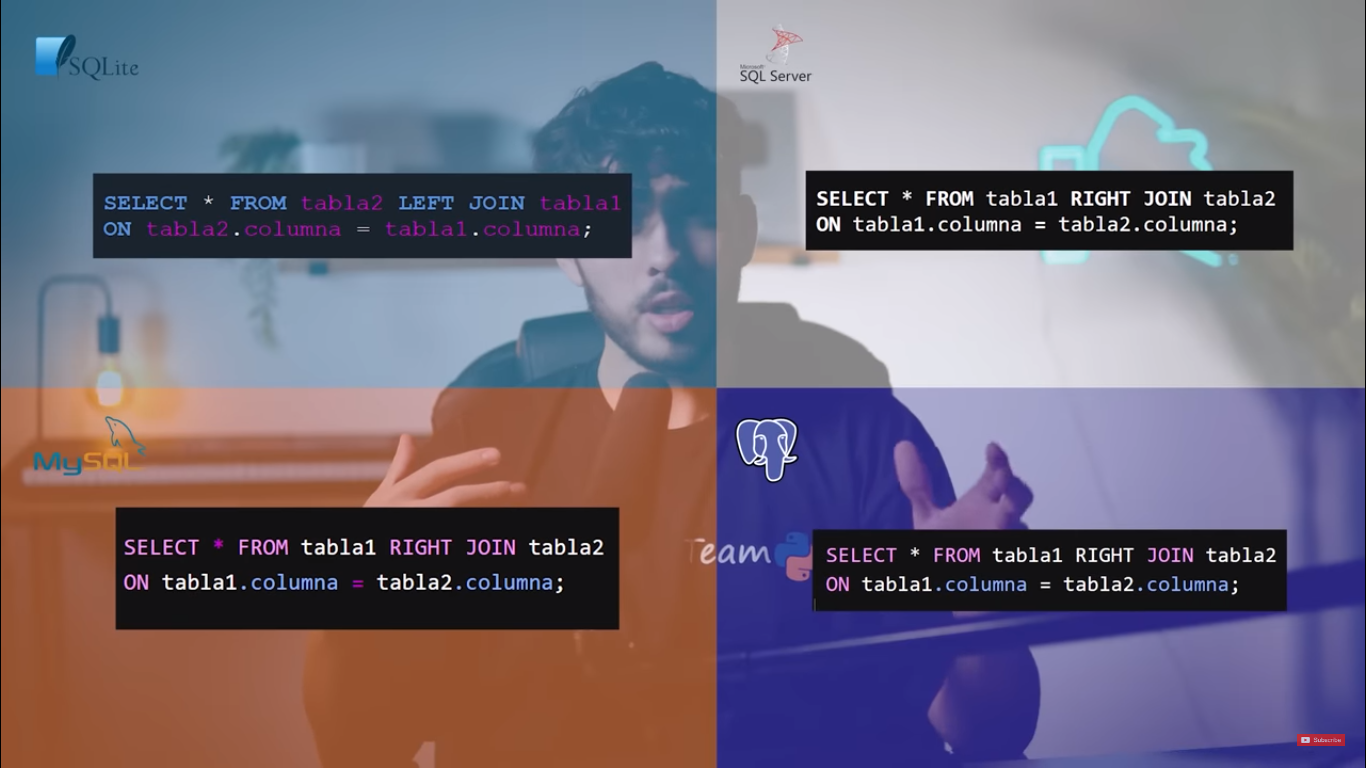 SQLite
Microsoft
SQL Server
SELECT * FROM tabla2 LEFT JOIN tabla1
ON tabla2.columna = tabla1.columna;
SELECT * FROM tabla1 RIGHT JOIN tabla2
ON tabla1.columna = tabla2.columna;
MySQL
SELECT * FROM tabla1 RIGHT JOIN tabla2
ON tabla1.columna = tabla2.columna;
Team
SELECT * FROM tabla1 RIGHT JOIN tabla2
ON tabla1.columna = tabla2.columna;
Subscribe